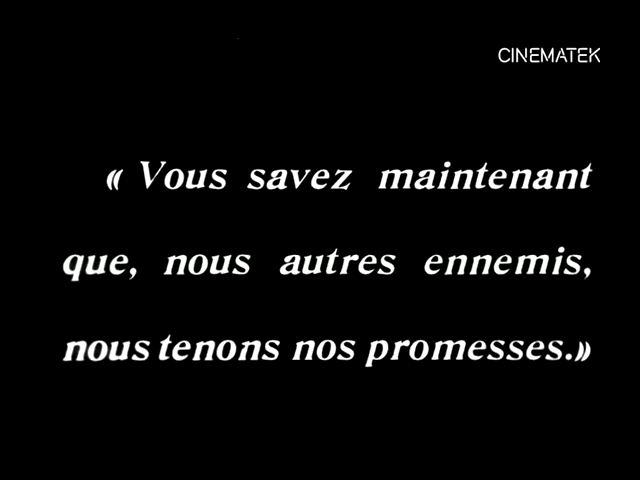 CINEMATEK
« Vous savez maintenant
que, nous autres ennemis,
nous tenons nos promesses.»